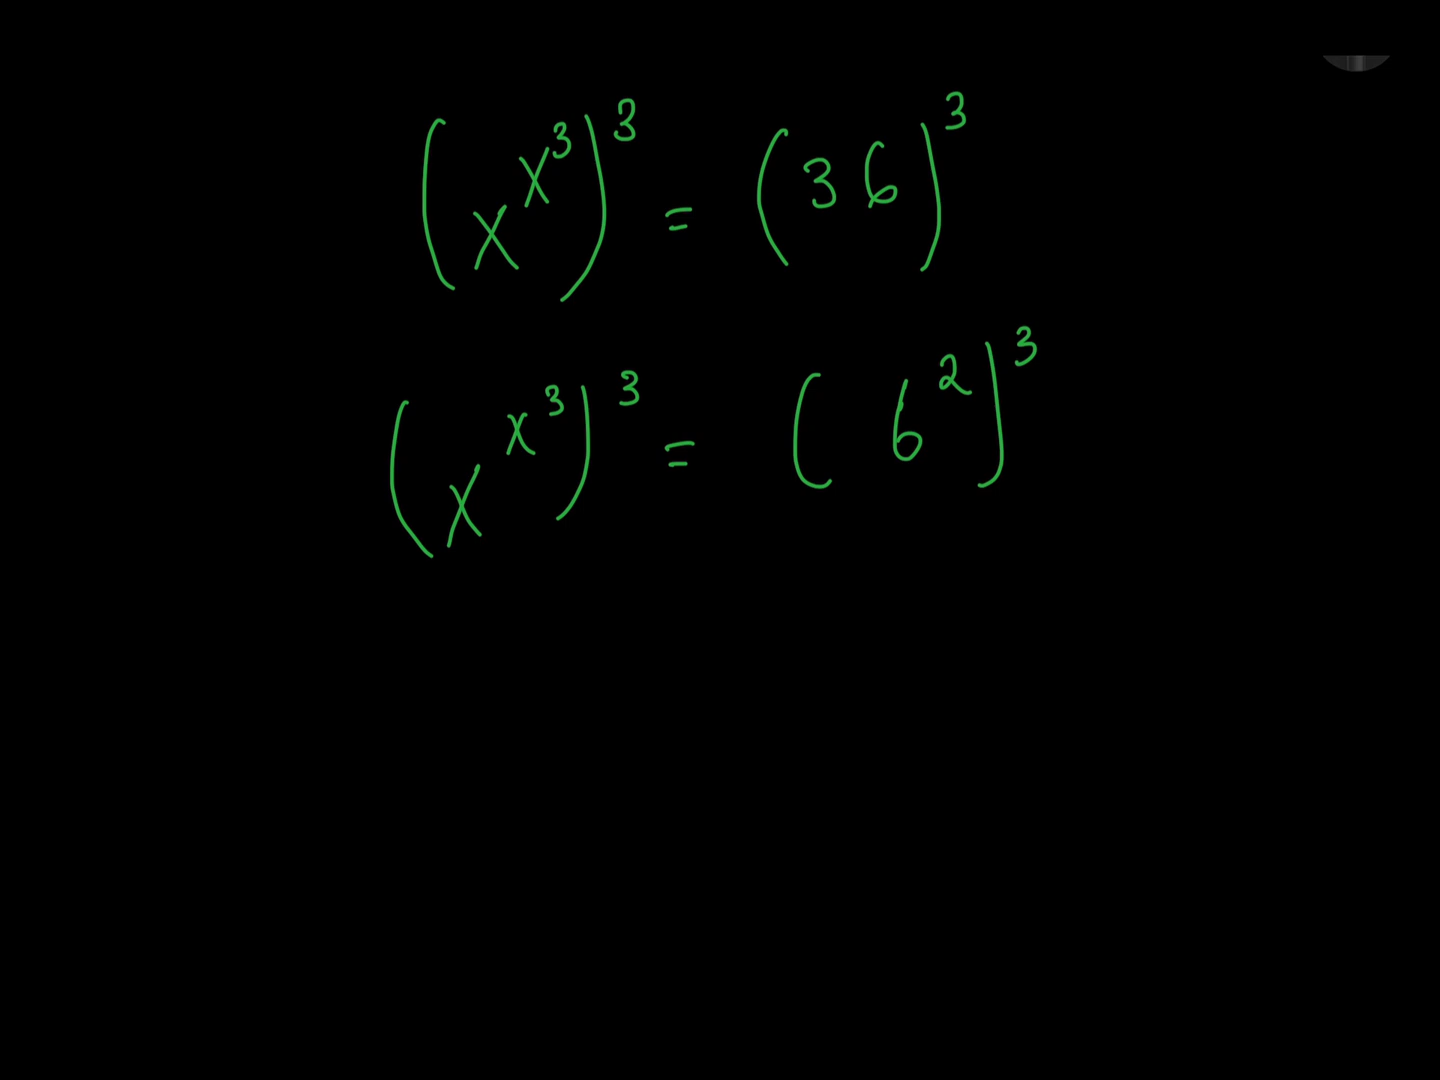 (x^{x^3})^3 = (36)^3
(x^{x^3})^3 = (6^2)^3